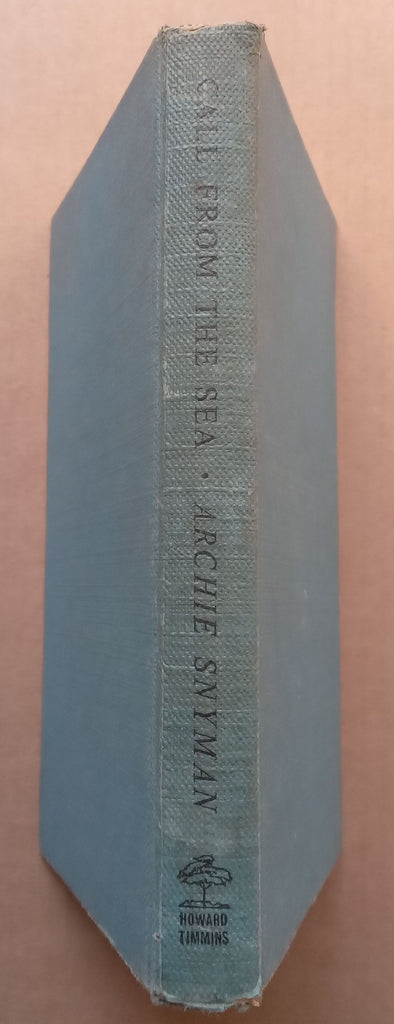 CALL FROM THE SEA · ARCHIE SNYMAN
HOWARD
TIMMINS